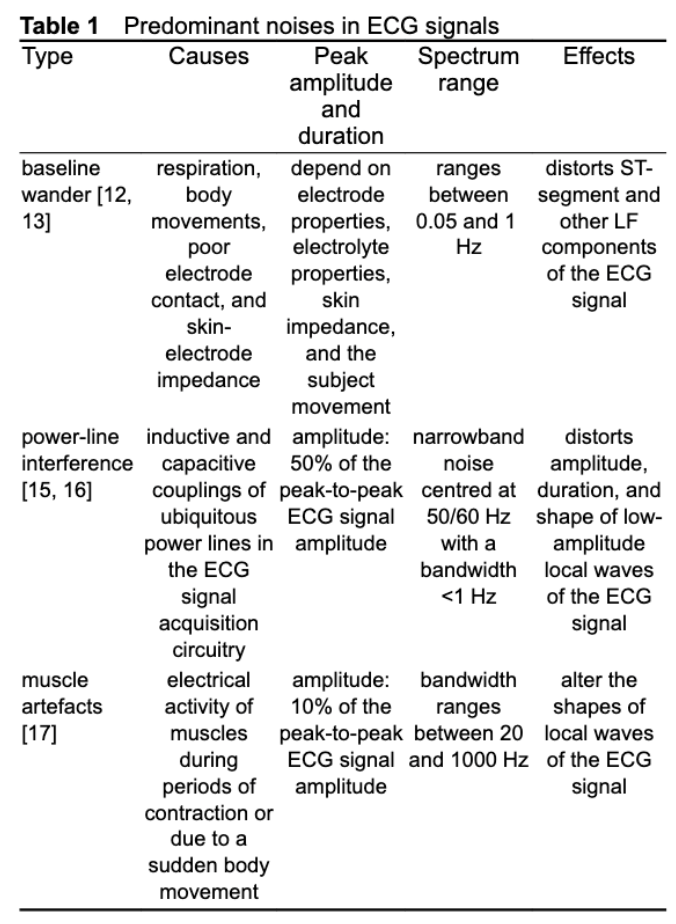 Table 1 Predominant noises in ECG signals
Type Causes Peak Spectrum Effects
amplitude range
and
duration
baseline respiration, depend on ranges distorts ST-
wander [12, body electrode between segment and
13] movements, properties, 0.05 and 1 other LF
poor electrolyte Hz components
electrode properties, of the ECG
contact, and skin signal
skin- impedance,
electrode and the
impedance subject
movement
power-line inductive and amplitude: narrowband distorts
interference capacitive 50% of the noise amplitude,
[15, 16] couplings of peak-to-peak centred at duration, and
ubiquitous ECG signal 50/60 Hz shape of low-
power lines in amplitude with a amplitude
the ECG bandwidth local waves
signal <1 Hz of the ECG
acquisition signal
circuitry
muscle electrical amplitude: bandwidth alter the
artefacts activity of 10% of the ranges shapes of
[17] muscles peak-to-peak between 20 local waves
during ECG signal and 1000 Hz of the ECG
periods of amplitude signal
contraction or
due to a
sudden body
movement